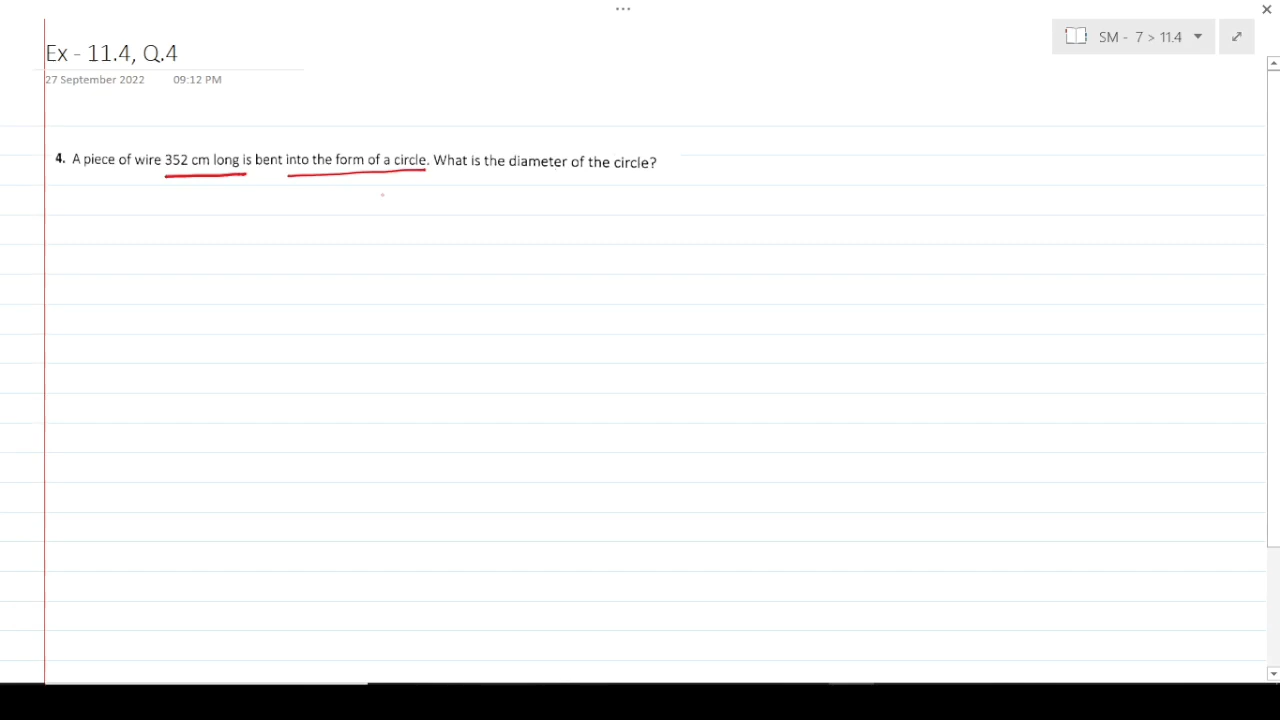 ...
SM - 7 > 11.4
Ex - 11.4, Q.4
27 September 2022 09:12 PM
4. A piece of wire 352 cm long is bent into the form of a circle. What is the diameter of the circle?